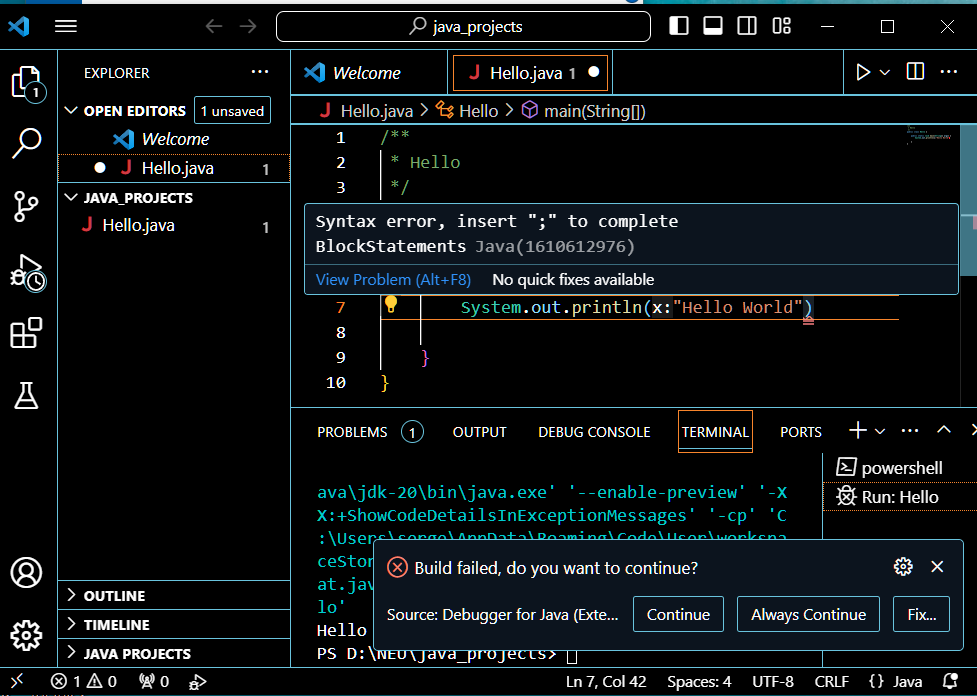 java_projects
EXPLORER
OPEN EDITORS 1 unsaved
Welcome
Hello.java 1
JAVA_PROJECTS
Hello.java 1
OUTLINE
TIMELINE
JAVA PROJECTS
1
Welcome
Hello.java 1
Hello.java > Hello > main(String[])
1 /**
2 * Hello
3 */
Syntax error, insert ";" to complete
BlockStatements Java(1610612976)
View Problem (Alt+F8) No quick fixes available
7 System.out.println(x:"Hello World")
8
9 }
10 }
PROBLEMS 1 OUTPUT DEBUG CONSOLE TERMINAL PORTS
powershell
Run: Hello
ava\jdk-20\bin\java.exe' '--enable-preview' '-X
X:+ShowCodeDetailsInExceptionMessages' '-cp' 'C
:\Users\serge\AppData\Roaming\Code\User\workspa
ceStor
at.jav
lo'
Hello
PS D:\NEU\java_projects>
Build failed, do you want to continue?
Source: Debugger for Java (Exte... Continue Always Continue Fix...
1 0 0 Ln 7, Col 42 Spaces: 4 UTF-8 CRLF {} Java